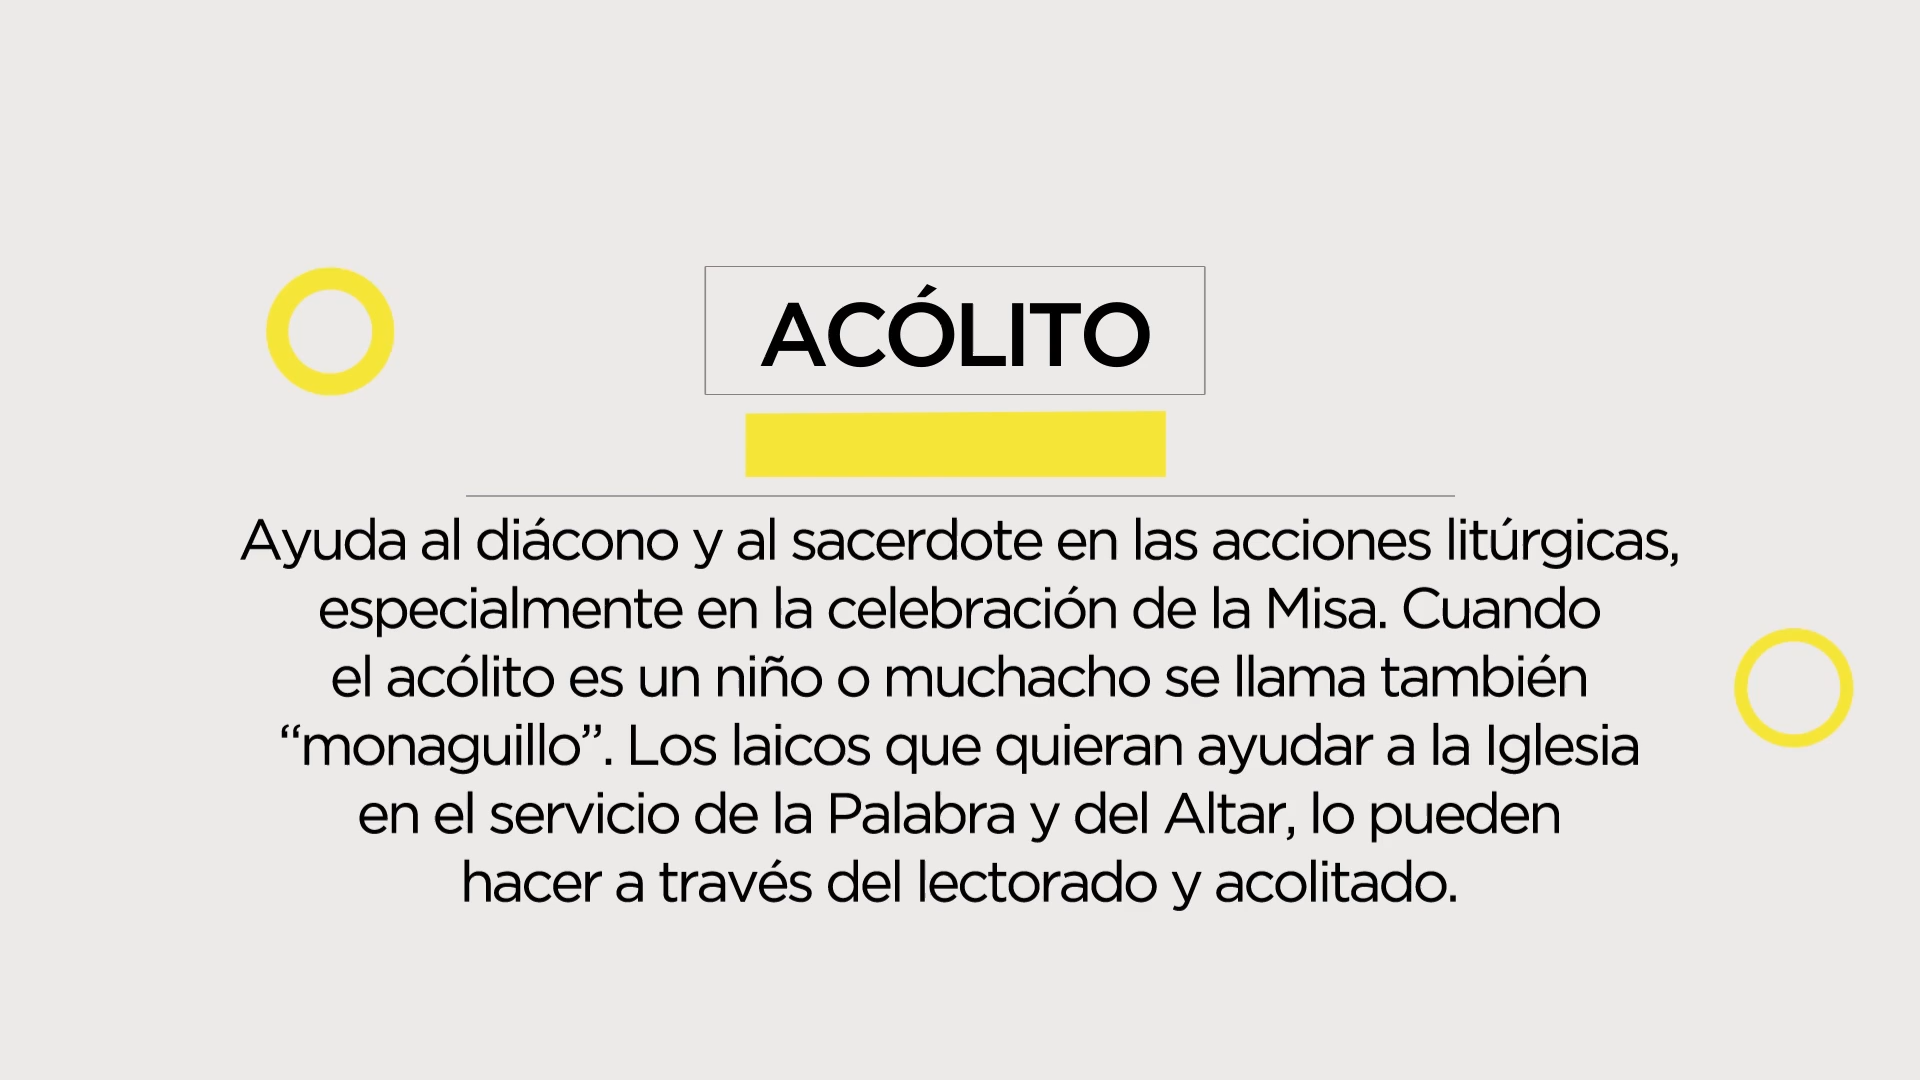 ACÓLITO
Ayuda al diácono y al sacerdote en las acciones litúrgicas,
especialmente en la celebración de la Misa. Cuando
el acólito es un niño o muchacho se llama también
“monaguillo”. Los laicos que quieran ayudar a la Iglesia
en el servicio de la Palabra y del Altar, lo pueden
hacer a través del lectorado y acolitado.